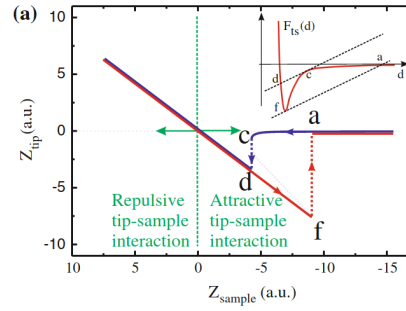 (a)
F_ts(d)
a
d
c
d
f
10
5
0
-5
-10
Z_tip (a.u.)
a
c
d
f
Repulsive
tip-sample
interaction
Attractive
tip-sample
interaction
10
5
0
-5
-10
-15
Z_sample (a.u.)